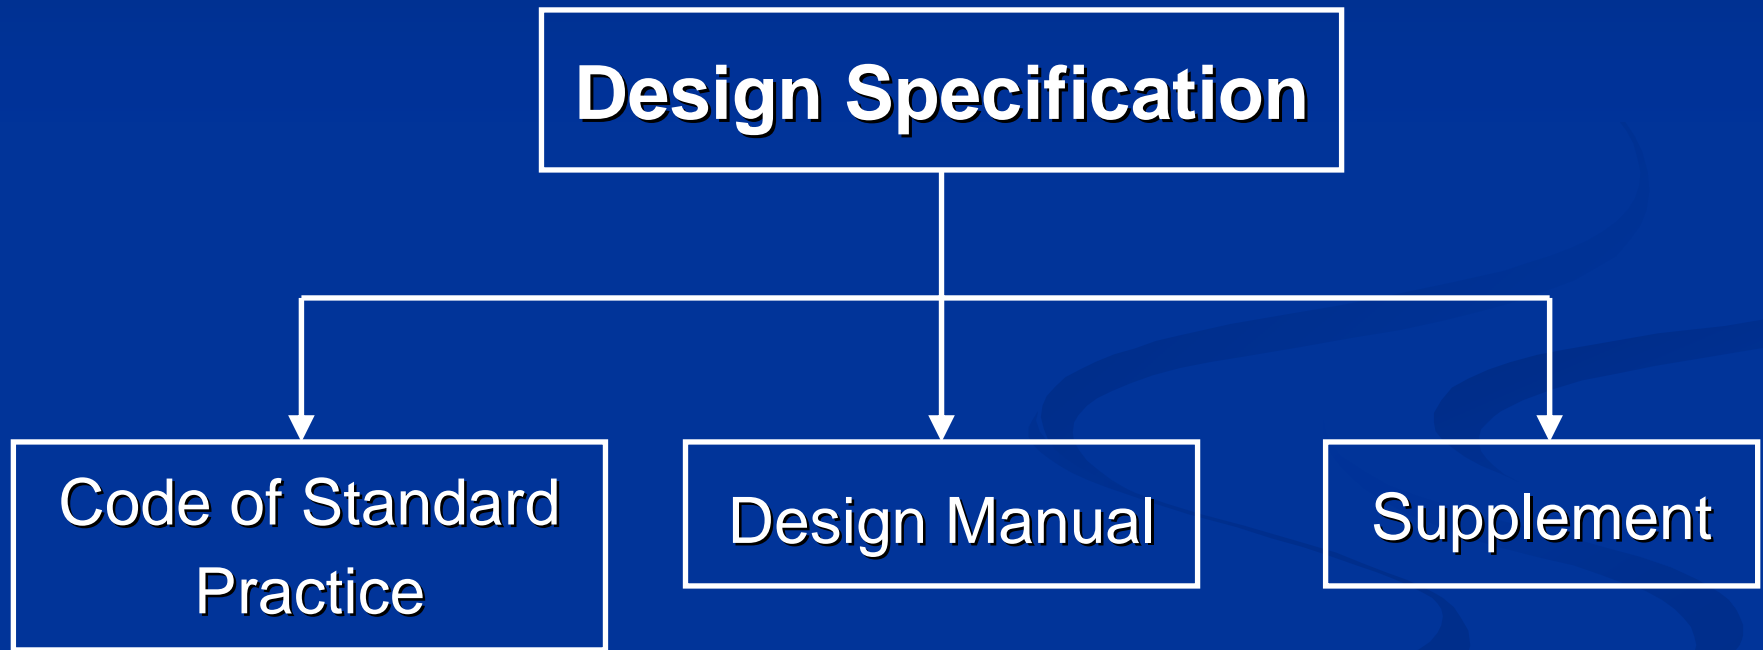 Design Specification
Code of Standard
Practice
Design Manual
Supplement